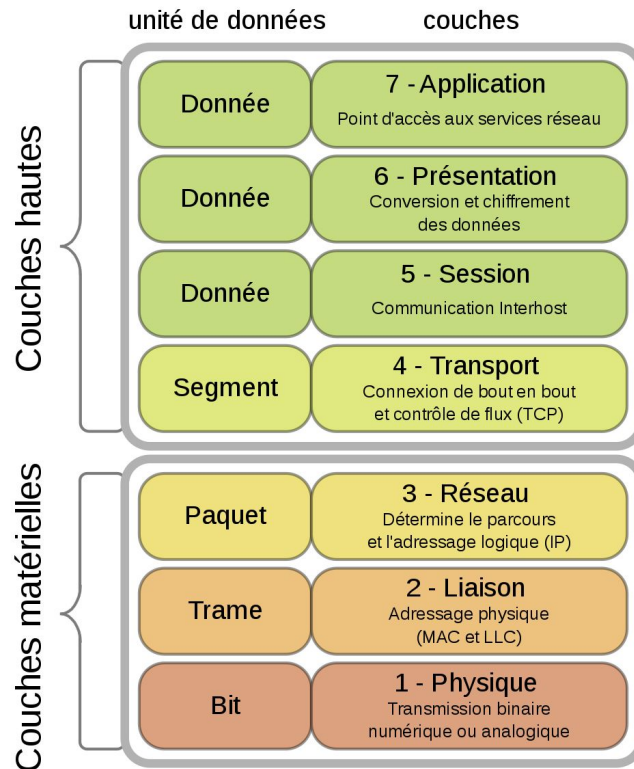 unité de données
couches
Couches hautes
Donnée
7 - Application
Point d'accès aux services réseau
Donnée
6 - Présentation
Conversion et chiffrement
des données
Donnée
5 - Session
Communication Interhost
Segment
4 - Transport
Connexion de bout en bout
et contrôle de flux (TCP)
Couches matérielles
Paquet
3 - Réseau
Détermine le parcours
et l'adressage logique (IP)
Trame
2 - Liaison
Adressage physique
(MAC et LLC)
Bit
1 - Physique
Transmission binaire
numérique ou analogique